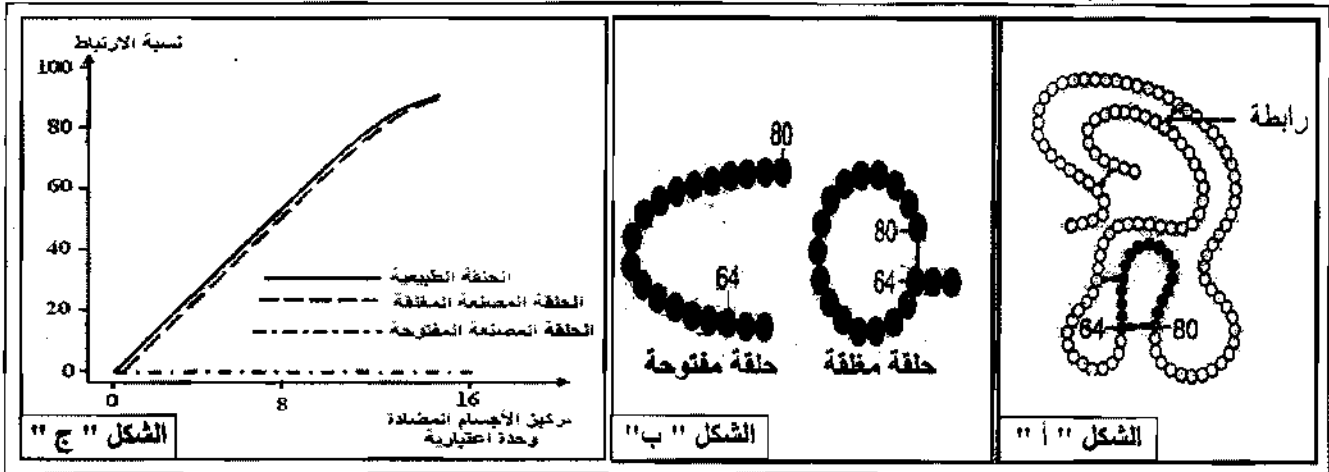 رابطة
64
80
الشكل " أ "
80
64
80
64
حلقة مفتوحة
حلقة مغلقة
الشكل " ب "
نسبة الارتباط
100
80
60
40
20
0
الحلقة الطبيعية
الحلقة المصنعة المغلقة
الحلقة المصنعة المفتوحة
0
8
16
تركيز الأجسام المضادة
وحدة اعتبارية
الشكل " ج "